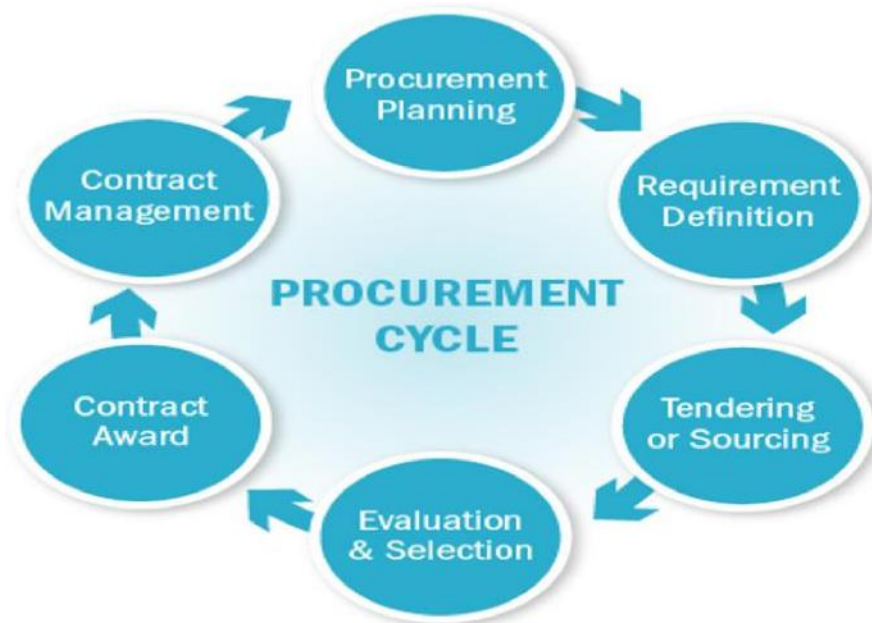 Procurement
Planning
Requirement
Definition
Tendering
or Sourcing
Evaluation
& Selection
Contract
Award
Contract
Management
PROCUREMENT
CYCLE